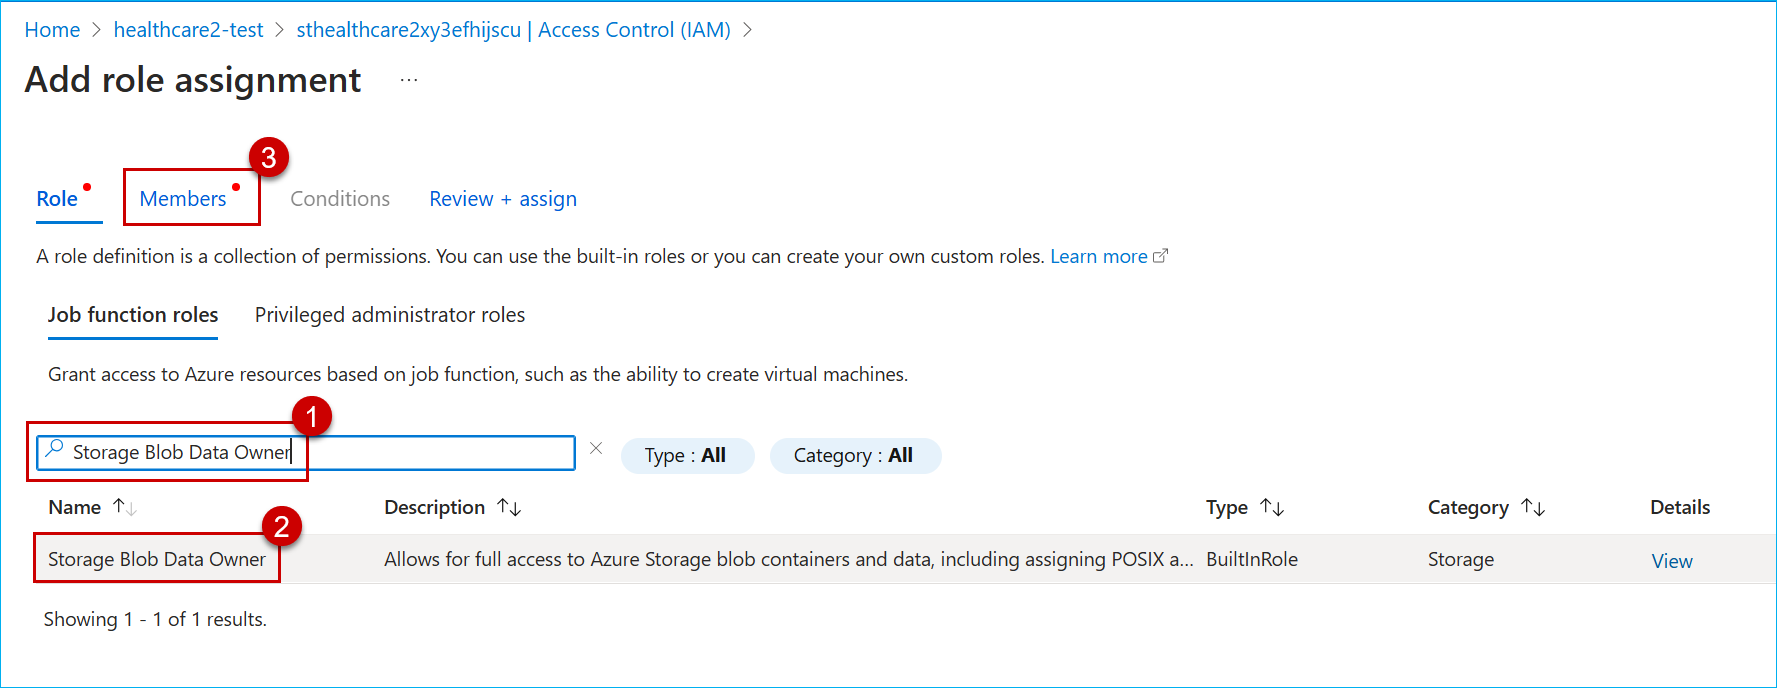 Home > healthcare2-test > sthealthcare2xy3efhijscu | Access Control (IAM) >
Add role assignment ...
3
Role Members Conditions Review + assign
A role definition is a collection of permissions. You can use the built-in roles or you can create your own custom roles. Learn more
Job function roles Privileged administrator roles
Grant access to Azure resources based on job function, such as the ability to create virtual machines.
1
Storage Blob Data Owner × Type : All Category : All
Name ↑↓ Description ↑↓ Type ↑↓ Category ↑↓ Details
2
Storage Blob Data Owner Allows for full access to Azure Storage blob containers and data, including assigning POSIX a... BuiltInRole Storage View
Showing 1 - 1 of 1 results.